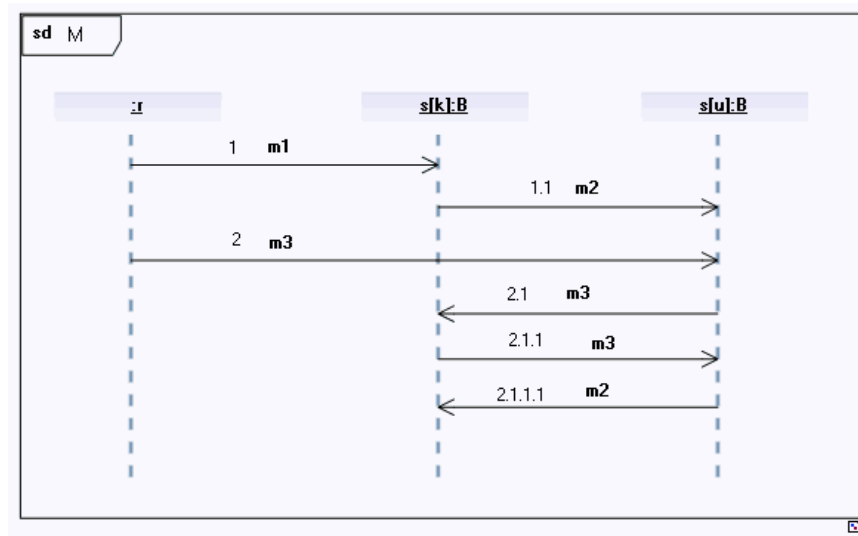 sd M
:r s[k]:B s[u]:B
1 m1
1.1 m2
2 m3
2.1 m3
2.1.1 m3
2.1.1.1 m2